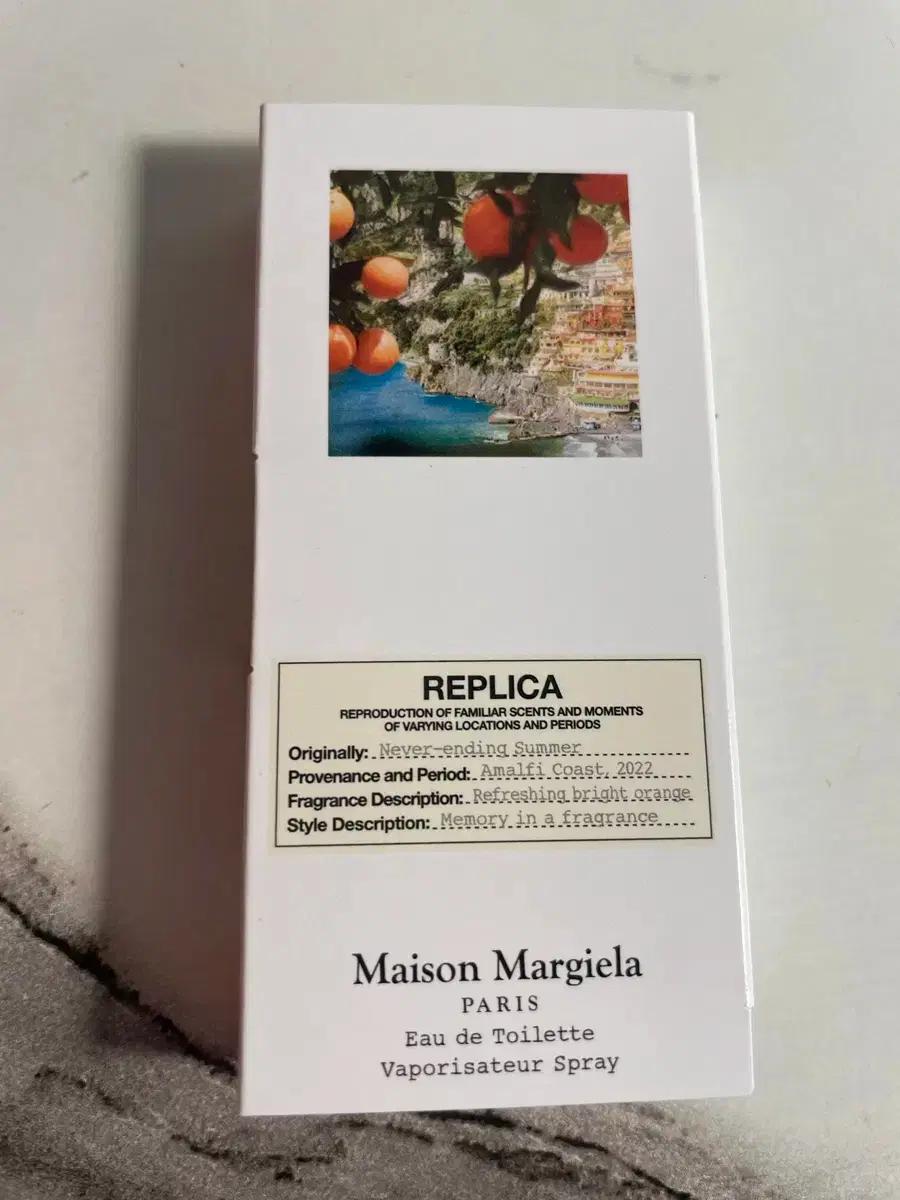 REPLICA
REPRODUCTION OF FAMILIAR SCENTS AND MOMENTS
OF VARYING LOCATIONS AND PERIODS
Originally: Never-ending Summer
Provenance and Period: Amalfi Coast, 2022
Fragrance Description: Refreshing bright orange
Style Description: Memory in a fragrance
Maison Margiela
PARIS
Eau de Toilette
Vaporisateur Spray